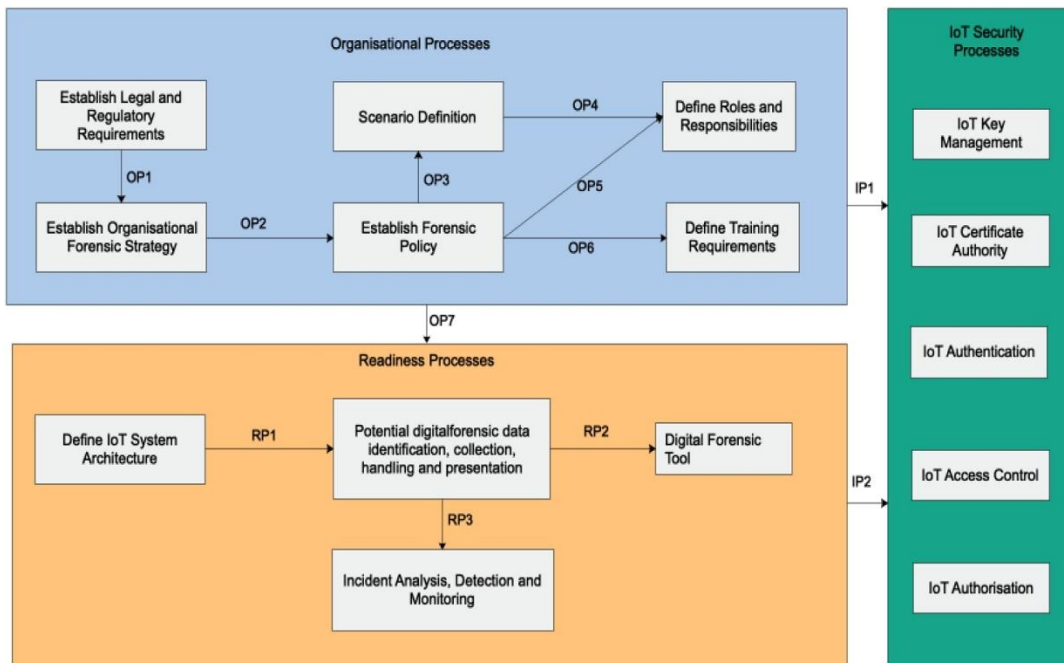 Organisational Processes
Establish Legal and
Regulatory
Requirements
Scenario Definition
OP4
Define Roles and
Responsibilities
OP1
OP3
OP5
Establish Organisational
Forensic Strategy
OP2
Establish Forensic
Policy
OP6
Define Training
Requirements
OP7
Readiness Processes
Define IoT System
Architecture
RP1
Potential digitalforensic data
identification, collection,
handling and presentation
RP2
Digital Forensic
Tool
RP3
Incident Analysis, Detection and
Monitoring
IP1
IP2
IoT Security
Processes
IoT Key
Management
IoT Certificate
Authority
IoT Authentication
IoT Access Control
IoT Authorisation